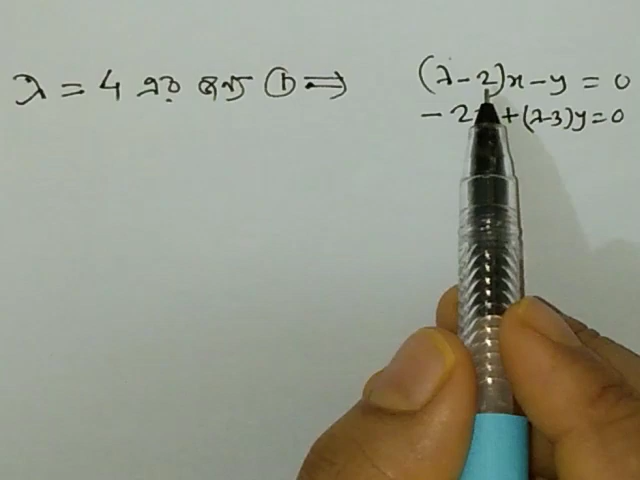 λ = 4 এর জন্য ① ⇒ (λ-2)x - y = 0
- 2 + (λ-3)y = 0